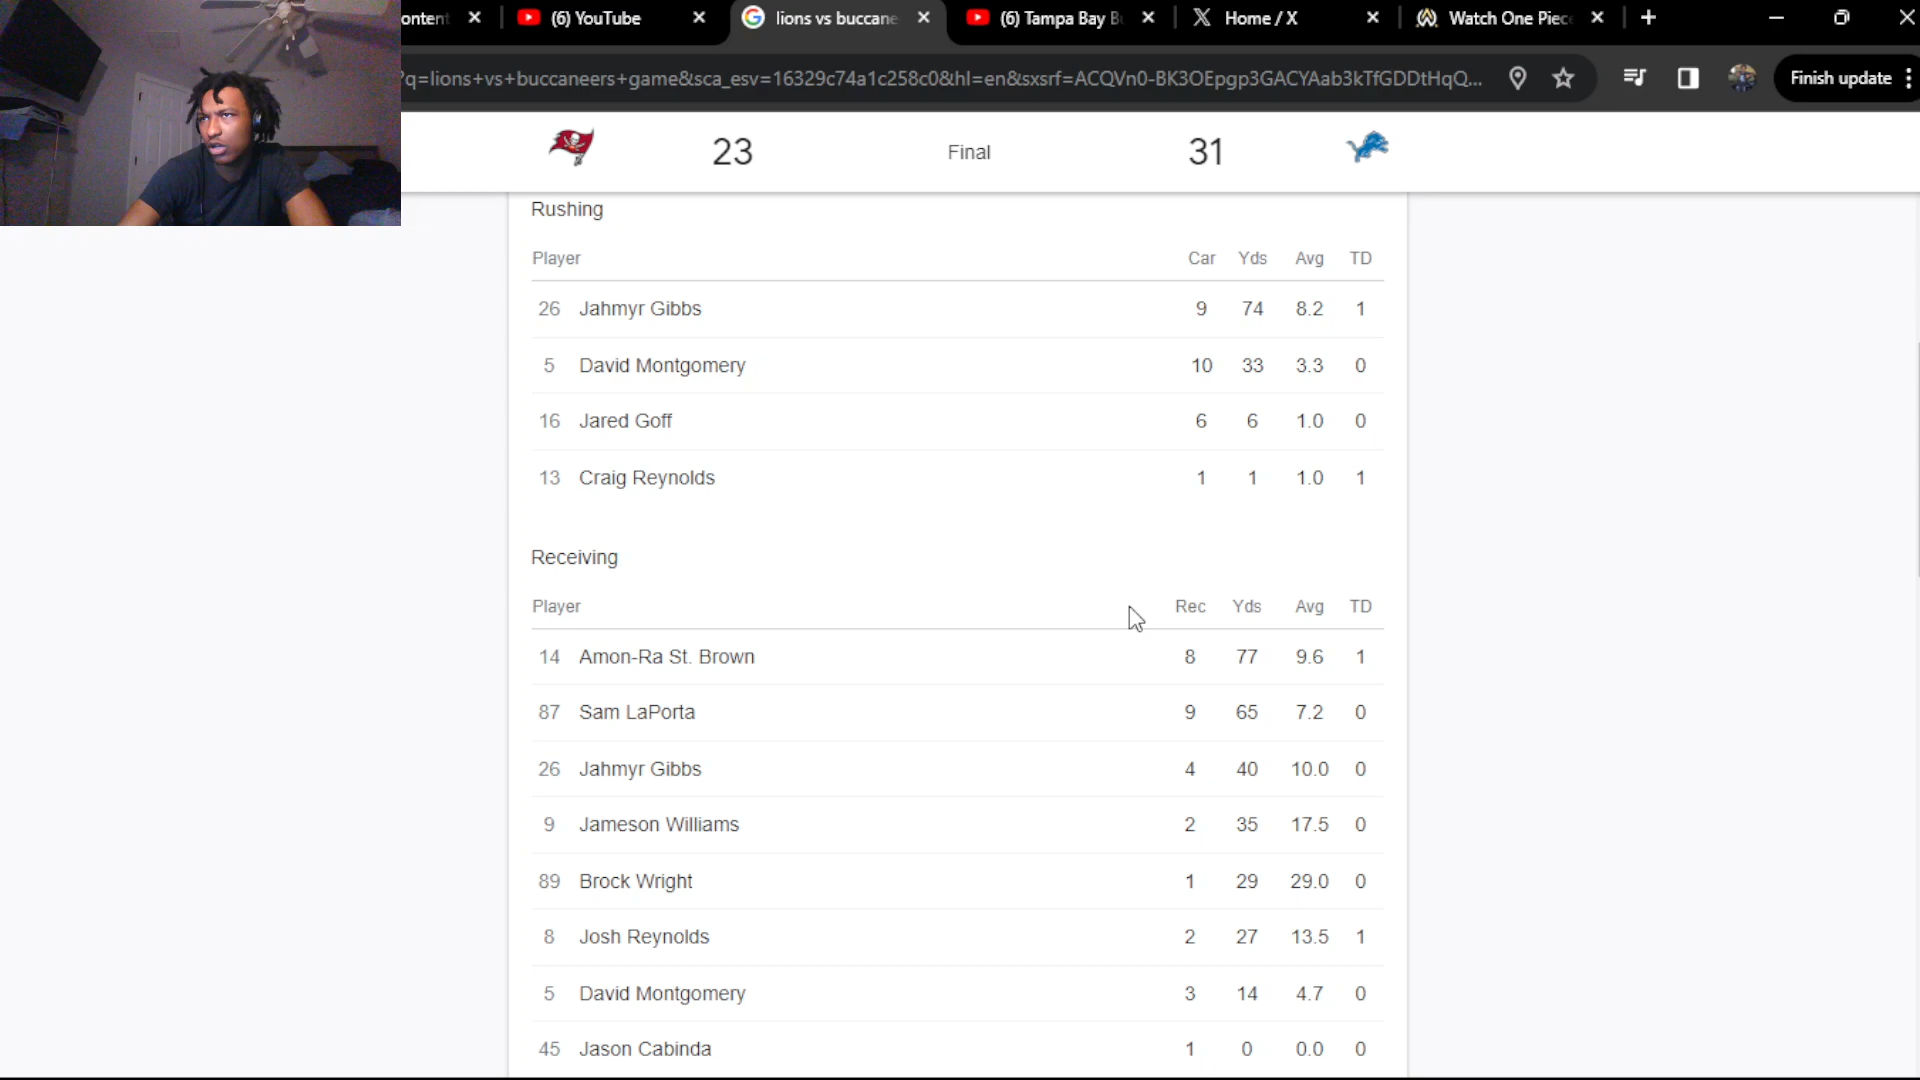 ontent
(6) YouTube
lions vs buccane
(6) Tampa Bay B
Home / X
Watch One Piec
?q=lions+vs+buccaneers+game&sca_esv=16329c74a1c258c0&hl=en&sxsrf=ACQVn0-BK3OEpgp3GACYAab3kTfGDDtHqQ...
Finish update
23 Final 31
Rushing
Player Car Yds Avg TD
26 Jahmyr Gibbs 9 74 8.2 1
5 David Montgomery 10 33 3.3 0
16 Jared Goff 6 6 1.0 0
13 Craig Reynolds 1 1 1.0 1
Receiving
Player Rec Yds Avg TD
14 Amon-Ra St. Brown 8 77 9.6 1
87 Sam LaPorta 9 65 7.2 0
26 Jahmyr Gibbs 4 40 10.0 0
9 Jameson Williams 2 35 17.5 0
89 Brock Wright 1 29 29.0 0
8 Josh Reynolds 2 27 13.5 1
5 David Montgomery 3 14 4.7 0
45 Jason Cabinda 1 0 0.0 0